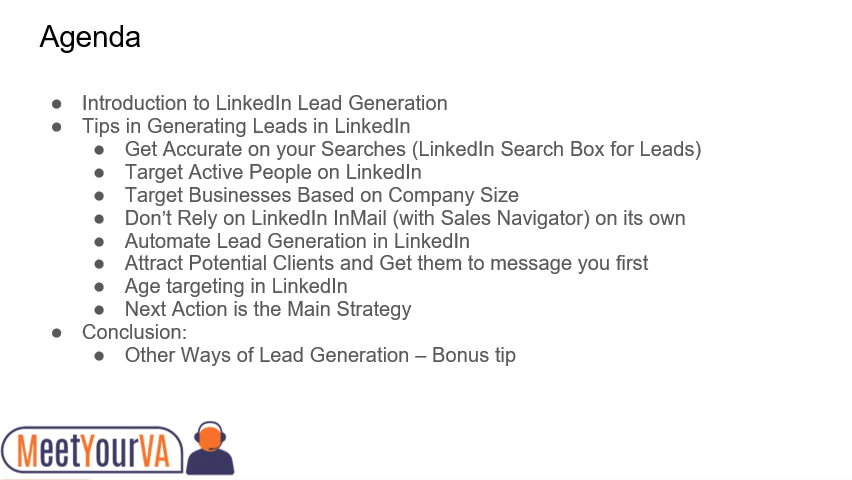 Agenda
● Introduction to LinkedIn Lead Generation
● Tips in Generating Leads in LinkedIn
● Get Accurate on your Searches (LinkedIn Search Box for Leads)
● Target Active People on LinkedIn
● Target Businesses Based on Company Size
● Don’t Rely on LinkedIn InMail (with Sales Navigator) on its own
● Automate Lead Generation in LinkedIn
● Attract Potential Clients and Get them to message you first
● Age targeting in LinkedIn
● Next Action is the Main Strategy
● Conclusion:
● Other Ways of Lead Generation – Bonus tip
MeetYourVA